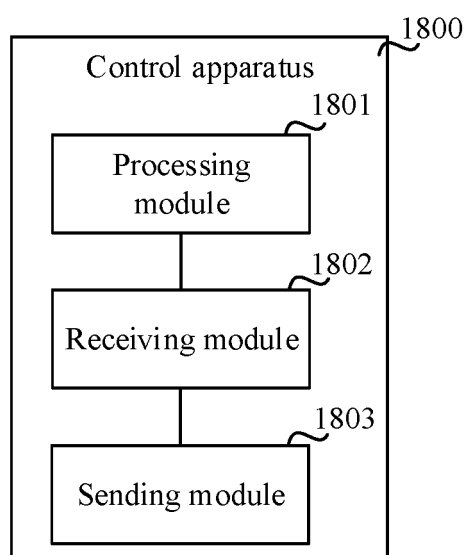 1800
Control apparatus
1801
Processing
module
1802
Receiving module
1803
Sending module